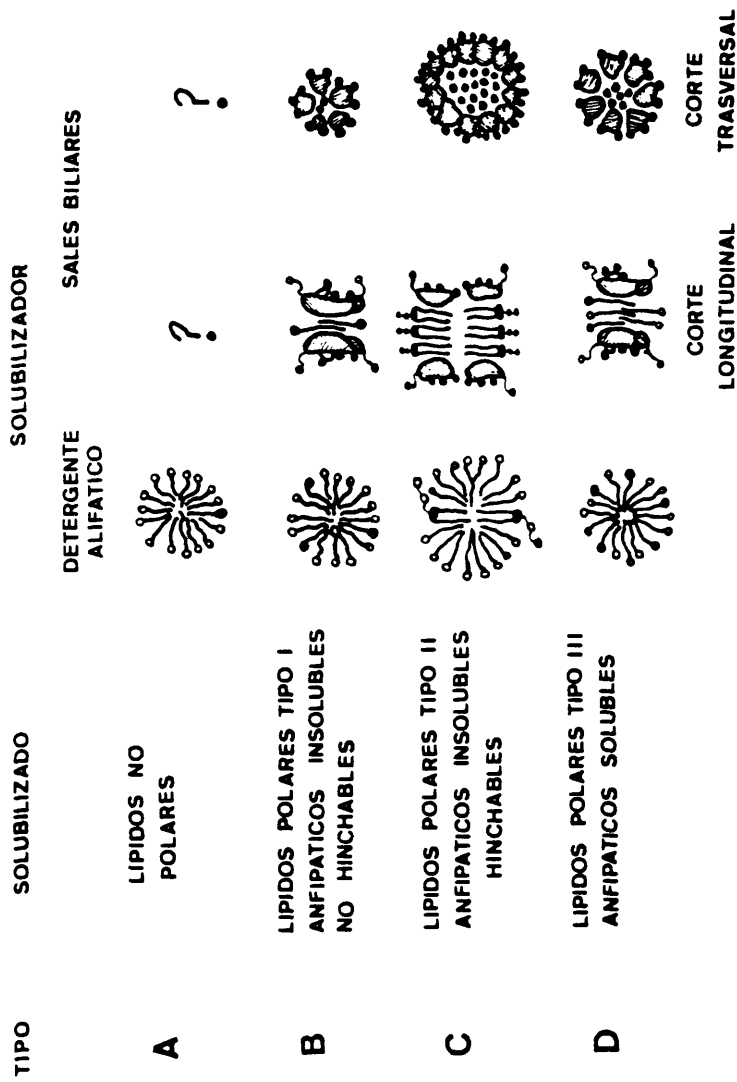 TIPO
SOLUBILIZADO
SOLUBILIZADOR
DETERGENTE
ALIFATICO
SALES BILIARES
A
LIPIDOS NO
POLARES
?
?
B
LIPIDOS POLARES TIPO I
ANFIPATICOS INSOLUBLES
NO HINCHABLES
C
LIPIDOS POLARES TIPO II
ANFIPATICOS INSOLUBLES
HINCHABLES
D
LIPIDOS POLARES TIPO III
ANFIPATICOS SOLUBLES
CORTE
LONGITUDINAL
CORTE
TRASVERSAL